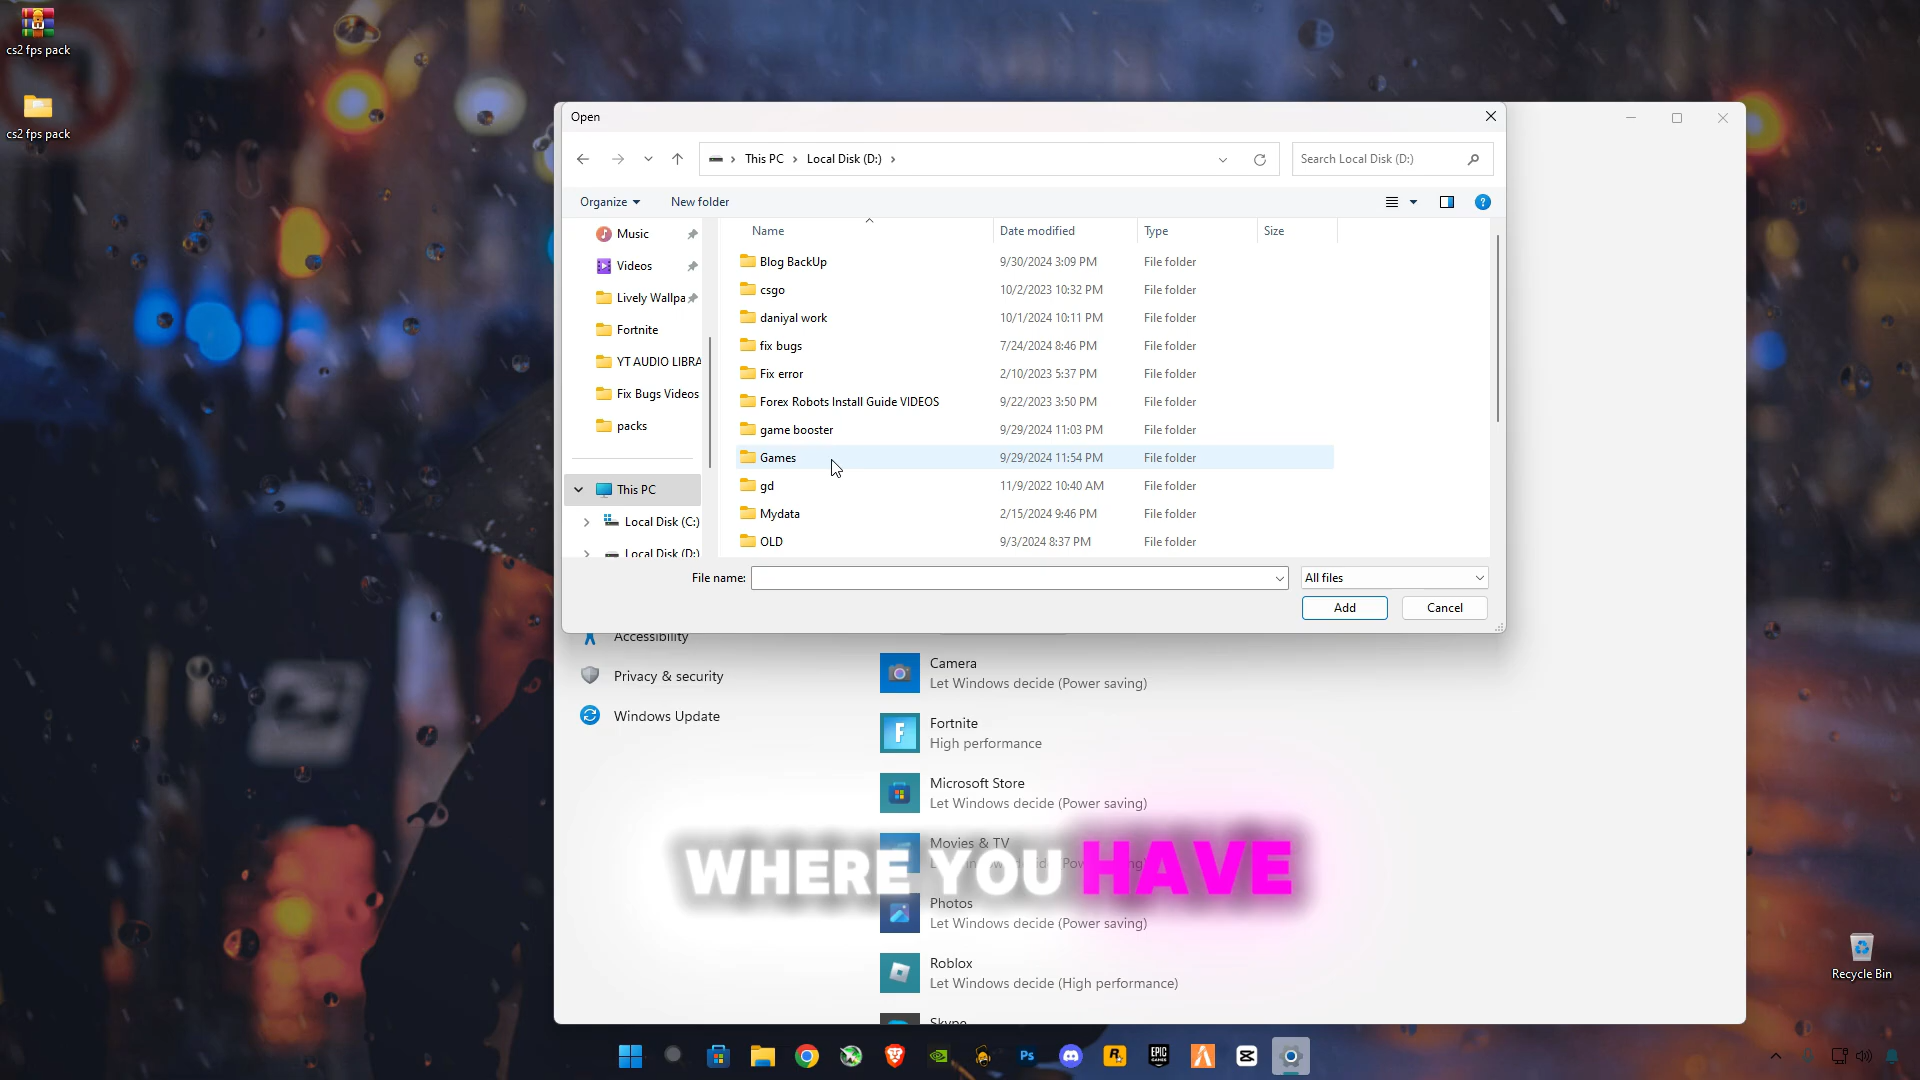 cs2 fps pack
cs2 fps pack
Open
This PC
Local Disk (D:)
Search Local Disk (D:)
Organize
New folder
Music
Videos
Lively Wallpa
Fortnite
YT AUDIO LIBRA
Fix Bugs Videos
packs
This PC
Local Disk (C:)
Local Disk (D:)
Name Date modified Type Size
Blog BackUp 9/30/2024 3:09 PM File folder
csgo 10/2/2023 10:32 PM File folder
daniyal work 10/1/2024 10:11 PM File folder
fix bugs 7/24/2024 8:46 PM File folder
Fix error 2/10/2023 5:37 PM File folder
Forex Robots Install Guide VIDEOS 9/22/2023 3:50 PM File folder
game booster 9/29/2024 11:03 PM File folder
Games 9/29/2024 11:54 PM File folder
gd 11/9/2022 10:40 AM File folder
Mydata 2/15/2024 9:46 PM File folder
OLD 9/3/2024 8:37 PM File folder
File name:
All files
Add
Cancel
Accessibility
Privacy & security
Windows Update
Camera
Let Windows decide (Power saving)
Fortnite
High performance
Microsoft Store
Let Windows decide (Power saving)
Movies & TV
WHERE YOU HAVE
Photos
Let Windows decide (Power saving)
Roblox
Let Windows decide (High performance)
Skype
Recycle Bin
Ps
EPIC
GAMES